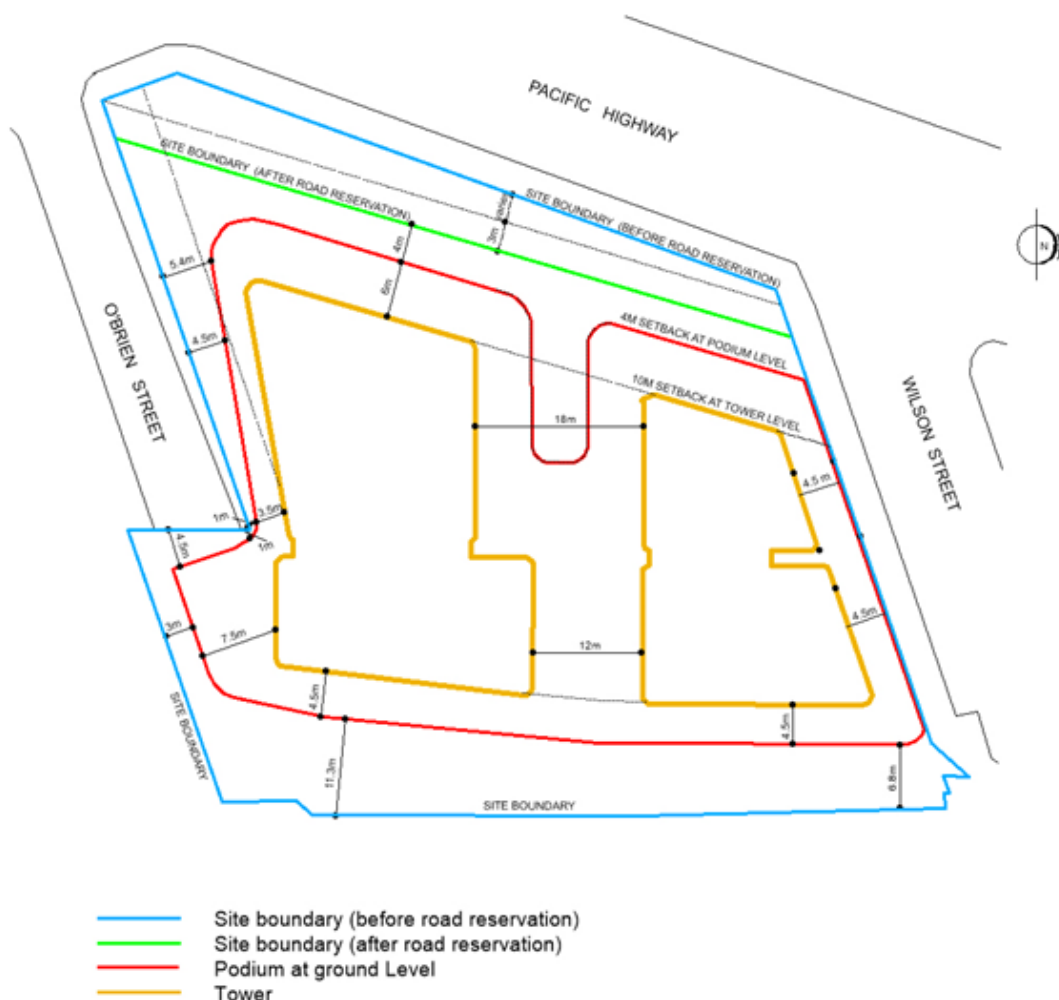 PACIFIC HIGHWAY
SITE BOUNDARY (BEFORE ROAD RESERVATION)
SITE BOUNDARY (AFTER ROAD RESERVATION)
VARIES
3m
4m
6m
5.4m
4.5m
O'BRIEN STREET
4M SETBACK AT PODIUM LEVEL
10M SETBACK AT TOWER LEVEL
WILSON STREET
N
18m
4.5 m
1m
3.5m
1m
4.5m
3m
7.5m
12m
4.5m
4.5m
4.5m
11.3m
6.8m
SITE BOUNDARY
SITE BOUNDARY
Site boundary (before road reservation)
Site boundary (after road reservation)
Podium at ground Level
Tower